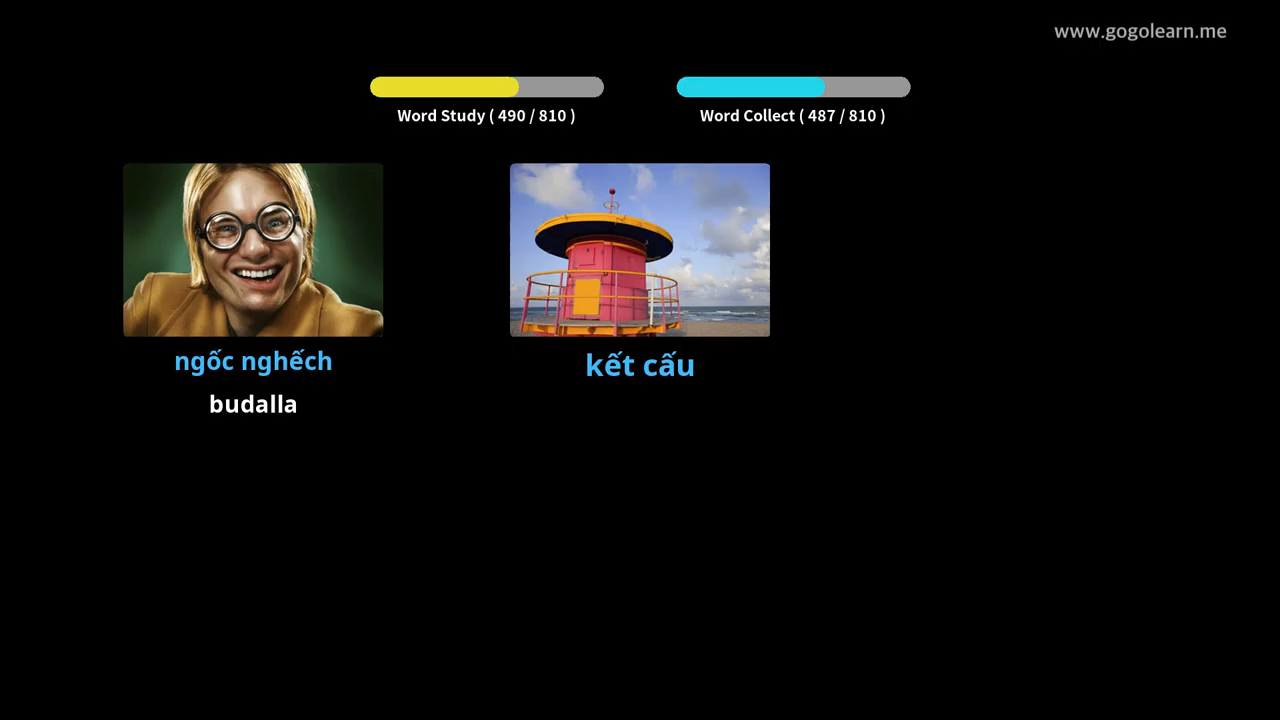 www.gogolearn.me
Word Study ( 490 / 810 )
Word Collect ( 487 / 810 )
ngốc nghếch
budalla
kết cấu